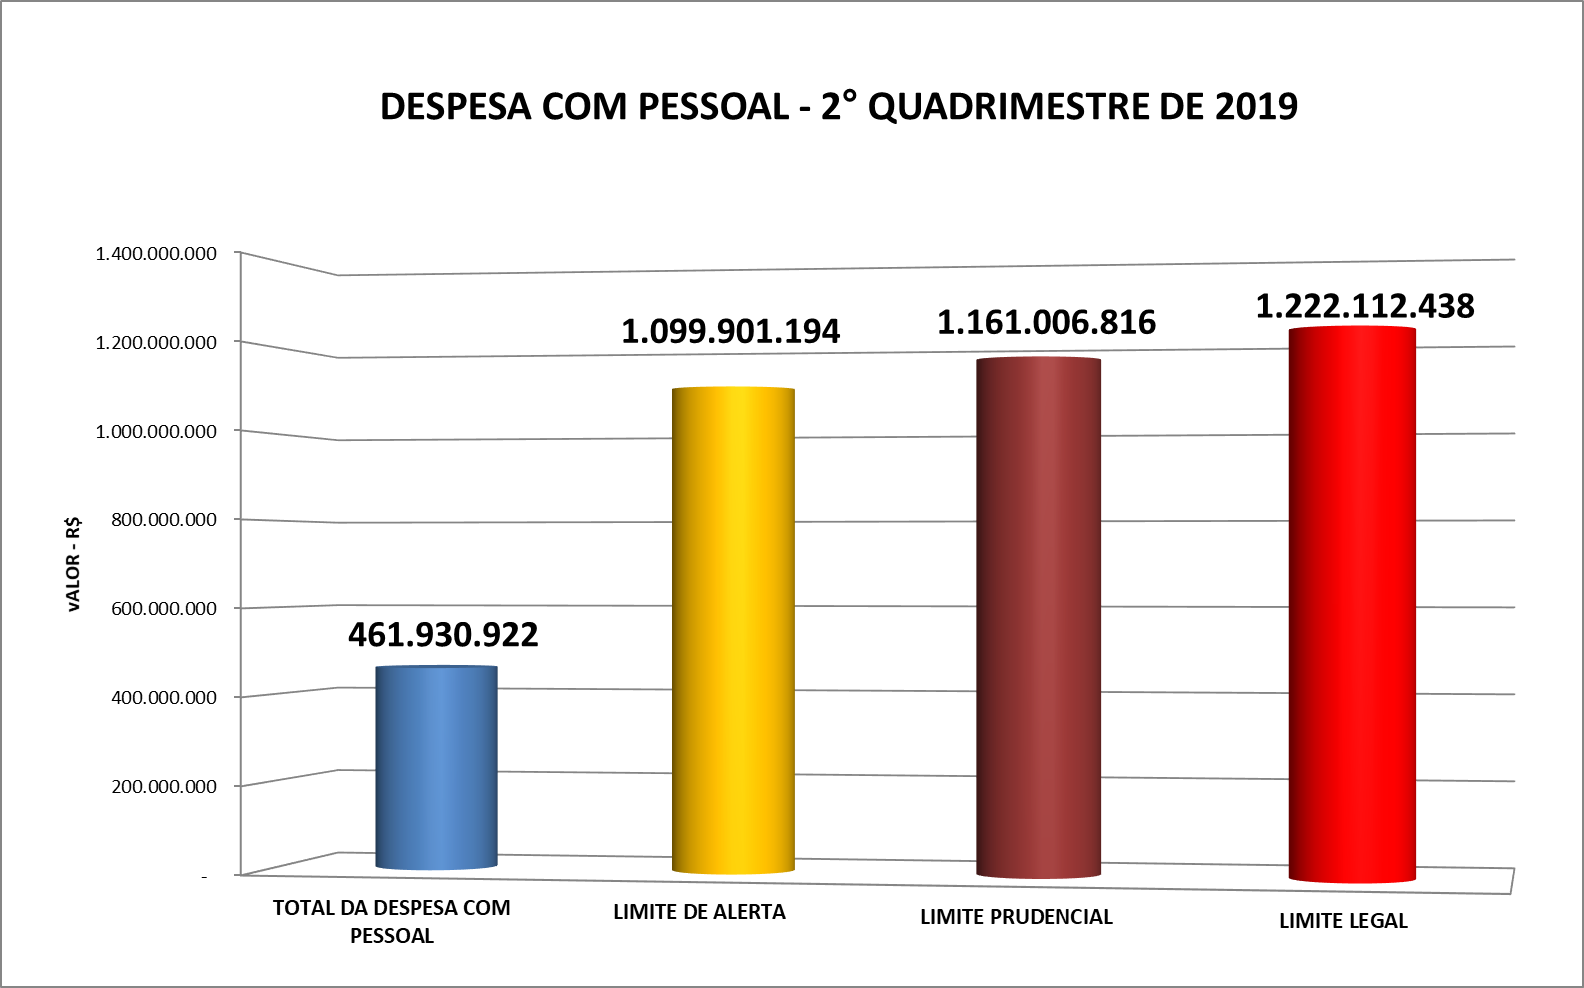 DESPESA COM PESSOAL - 2° QUADRIMESTRE DE 2019
1.400.000.000
1.200.000.000
1.000.000.000
800.000.000
600.000.000
400.000.000
200.000.000
-
vALOR - R$
461.930.922
1.099.901.194
1.161.006.816
1.222.112.438
TOTAL DA DESPESA COM
PESSOAL
LIMITE DE ALERTA
LIMITE PRUDENCIAL
LIMITE LEGAL